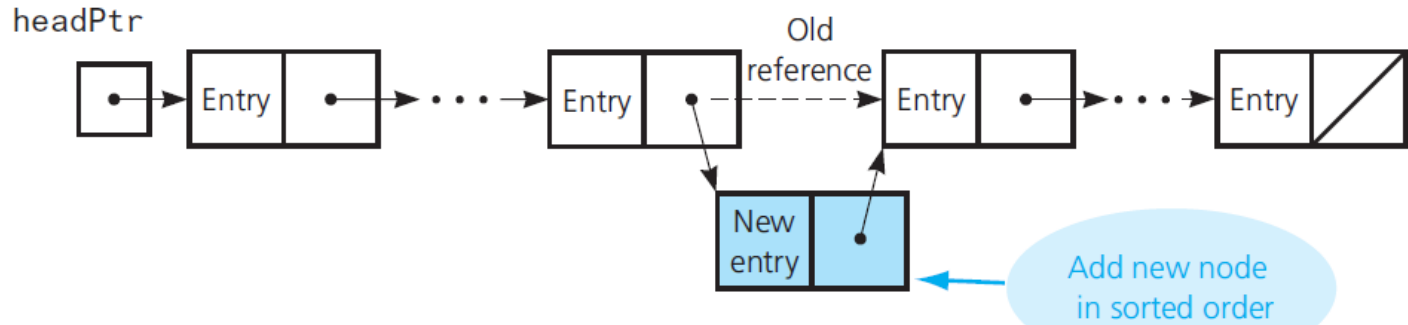 headPtr
Old
reference
Entry
Entry
Entry
Entry
New
entry
Add new node
in sorted order